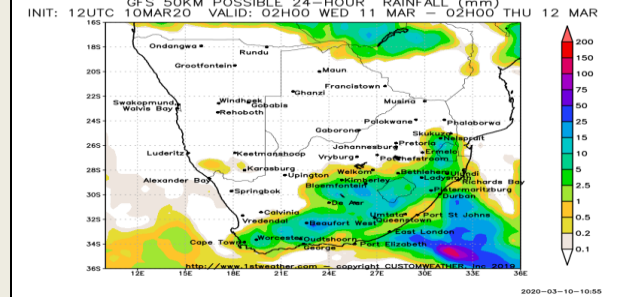 GFS 50KM POSSIBLE 24-HOUR RAINFALL (mm)
INIT: 12UTC 10MAR20 VALID: 02H00 WED 11 MAR – 02H00 THU 12 MAR
16S
Ondangwa
Rundu
18S
Grootfontein
Maun
20S
Francistown
Ghanzi
22S
Swakopmund
Windhoek
Gobabis
Musina
Walvis Bay
Rehoboth
24S
Polokwane
Phalaborwa
Gaborone
Skukuza
Nelspruit
26S
Johannesburg
Pretoria
Luderitz
Keetmanshoop
Vryburg
Potchefstroom
Ermelo
Karasburg
Upington
Welkom
Bethlehem
Ulundi
28S
Alexander Bay
Kimberley
Ladysmith
Richards Bay
Springbok
Bloemfontein
Pietermaritzburg
30S
De Aar
Durban
Calvinia
Umtata
Port St Johns
32S
Vredendal
Beaufort West
Queenstown
East London
Worcester
Oudtshoorn
34S
Cape Town
George
Port Elizabeth
http://www.1stweather.com – copyright CUSTOMWEATHER, Inc 2019
36S
12E 15E 18E 21E 24E 27E 30E 33E 36E
200
150
100
75
50
25
20
15
10
5
2.5
1
0.5
0.2
0.1
2020-03-10-10:55